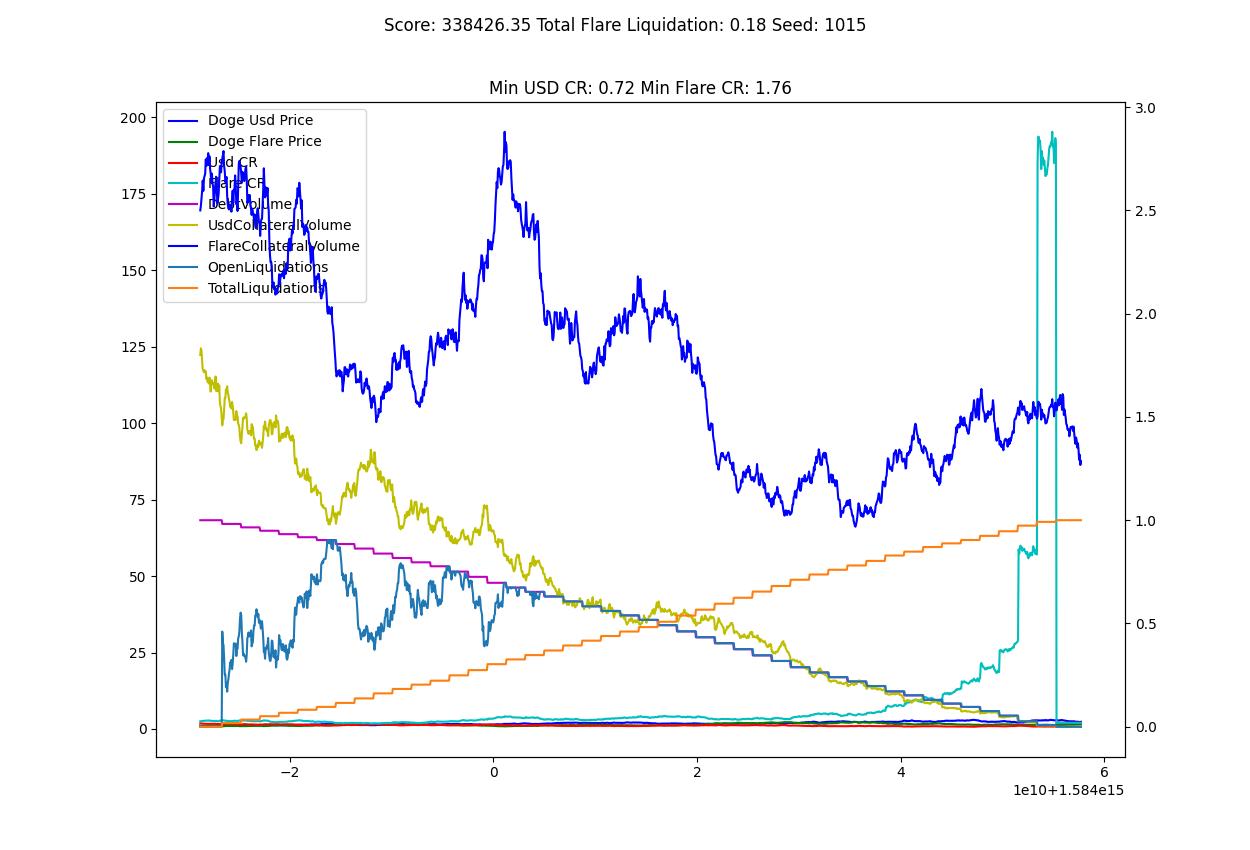 Score: 338426.35 Total Flare Liquidation: 0.18 Seed: 1015
Min USD CR: 0.72 Min Flare CR: 1.76
200
175
150
125
100
75
50
25
0
Doge Usd Price
Doge Flare Price
Usd CR
Flare CR
DebtVolume
UsdCollateralVolume
FlareCollateralVolume
OpenLiquidations
TotalLiquidations
3.0
2.5
2.0
1.5
1.0
0.5
0.0
−2
0
2
4
6
1e10+1.584e15